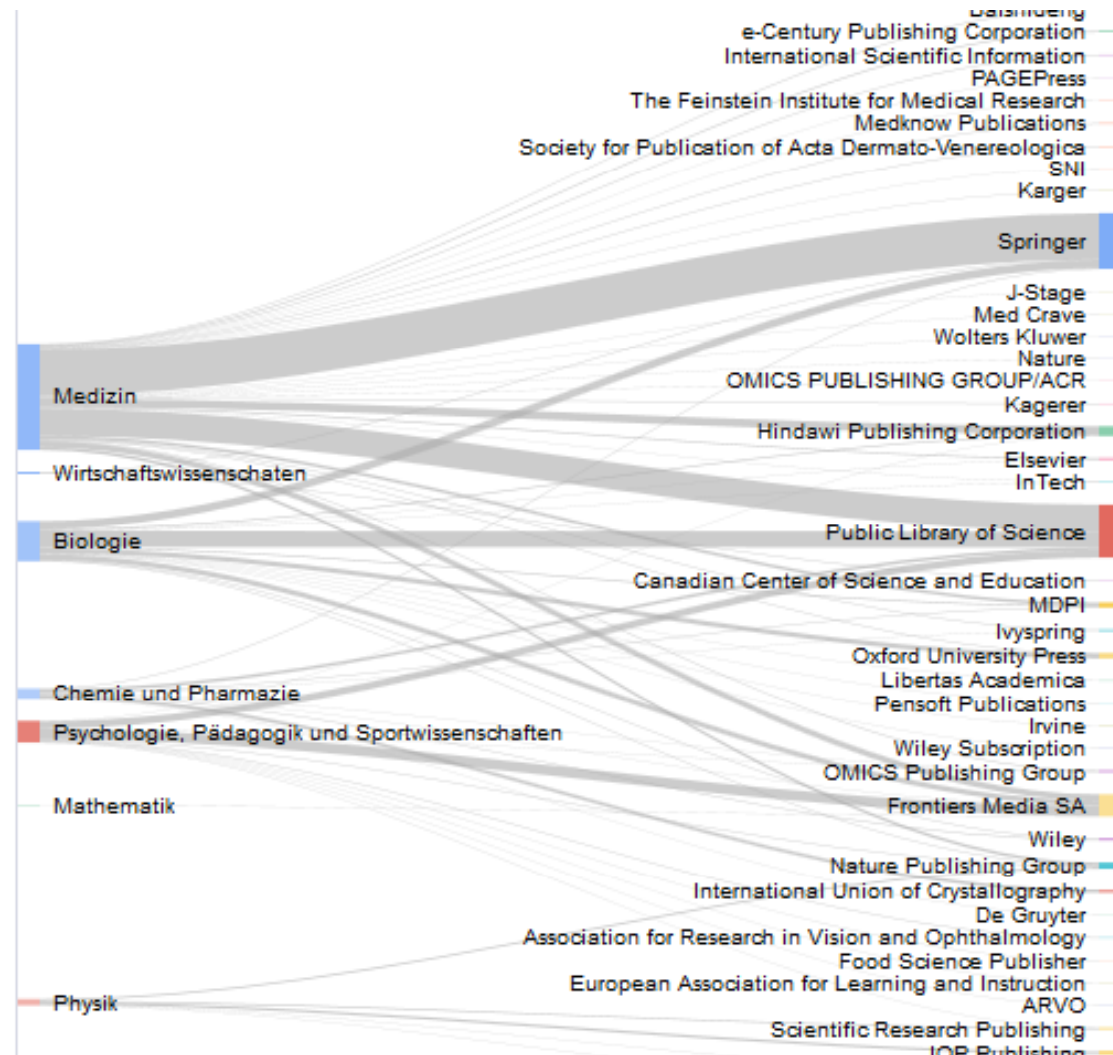 e-Century Publishing Corporation
International Scientific Information
PAGEPress
The Feinstein Institute for Medical Research
Medknow Publications
Society for Publication of Acta Dermato-Venereologica
SNI
Karger
Springer
J-Stage
Med Crave
Wolters Kluwer
Nature
OMICS PUBLISHING GROUP/ACR
Medizin
Kagerer
Hindawi Publishing Corporation
Elsevier
Wirtschaftswissenschaten
InTech
Public Library of Science
Biologie
Canadian Center of Science and Education
MDPI
Ivyspring
Oxford University Press
Libertas Academica
Chemie und Pharmazie
Pensoft Publications
Irvine
Psychologie, Pädagogik und Sportwissenschaften
Wiley Subscription
OMICS Publishing Group
Mathematik
Frontiers Media SA
Wiley
Nature Publishing Group
International Union of Crystallography
De Gruyter
Association for Research in Vision and Ophthalmology
Food Science Publisher
European Association for Learning and Instruction
Physik
ARVO
Scientific Research Publishing
IOP Publishing